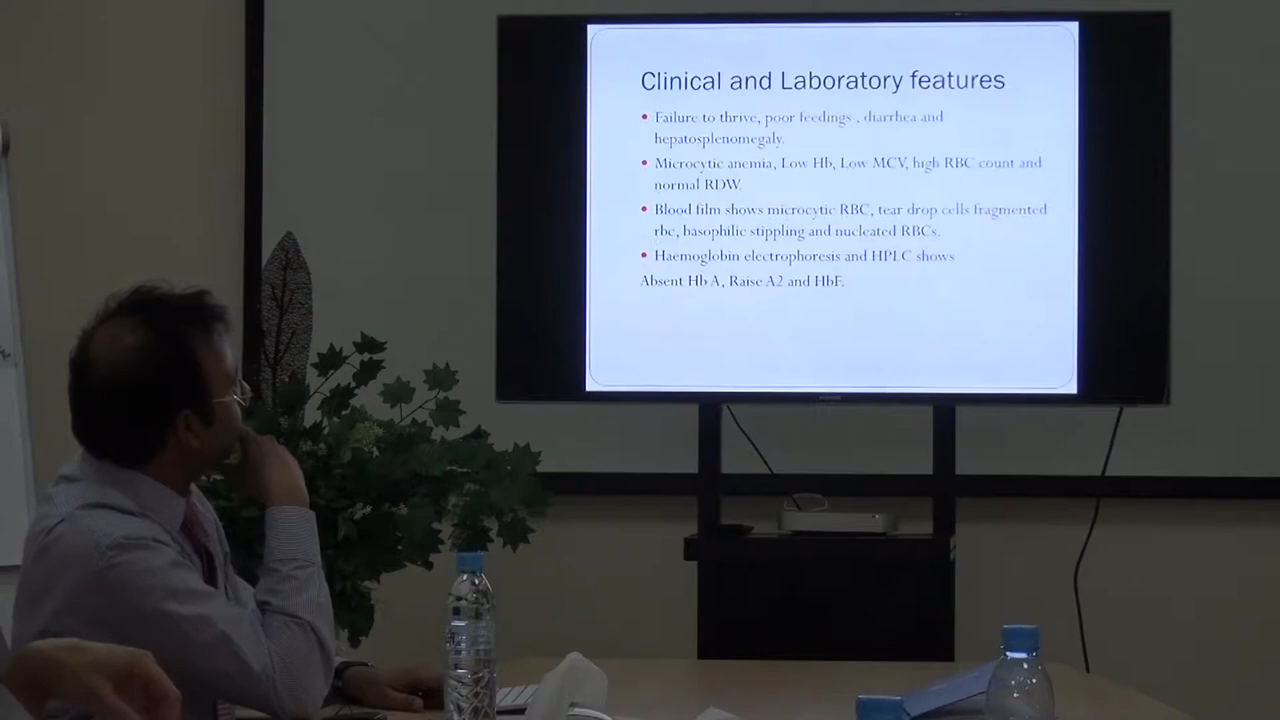 Clinical and Laboratory features
• Failure to thrive, poor feedings , diarrhea and
hepatosplenomegaly.
• Microcytic anemia, Low Hb, Low MCV, high RBC count and
normal RDW.
• Blood film shows microcytic RBC, tear drop cells fragmented
rbc, basophilic stippling and nucleated RBCs.
• Haemoglobin electrophoresis and HPLC shows
Absent Hb A, Raise A2 and HbF.